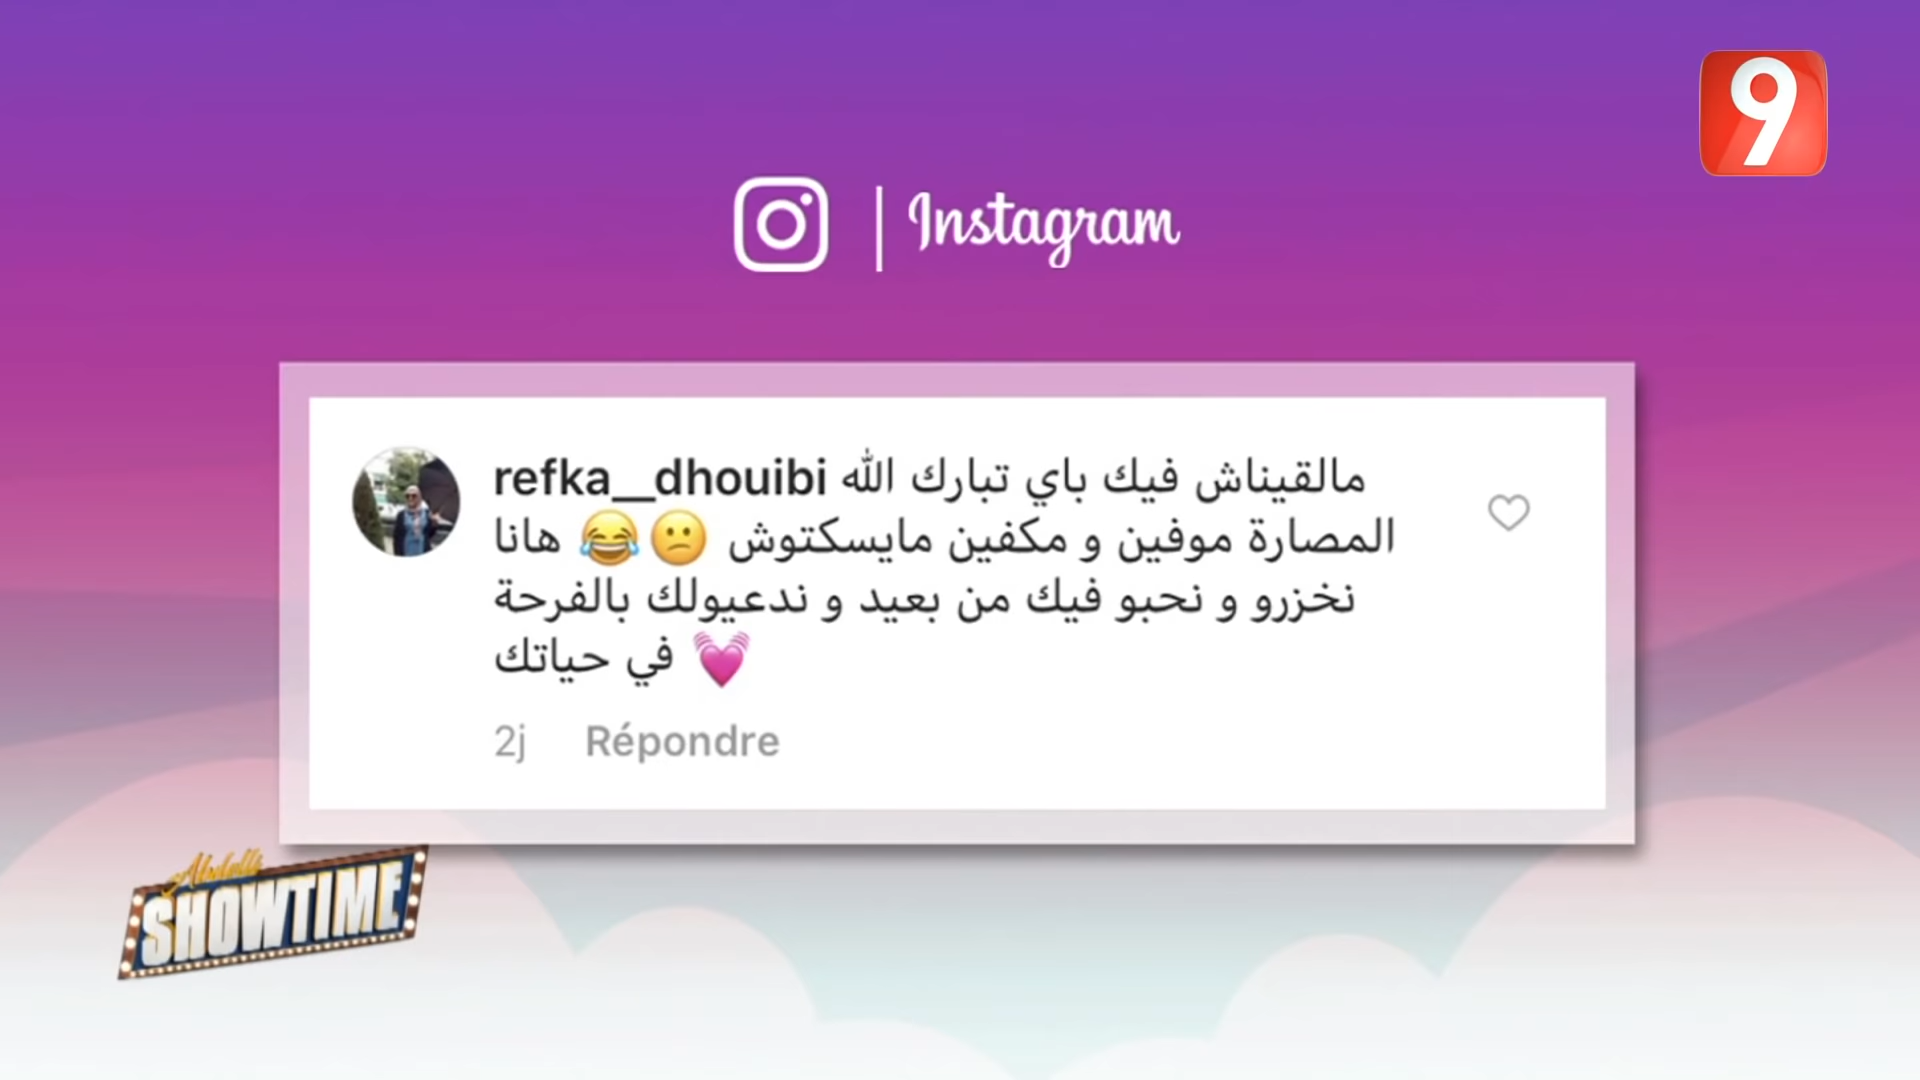 9
Instagram
refka__dhouibi مالقيناش فيك باي تبارك الله
المصارة موفين و مكفين مايسكتوش 😕😂 هانا
نخزرو و نحبو فيك من بعيد و ندعيولك بالفرحة
في حياتك 💓
2j Répondre
Abdelli
SHOWTIME